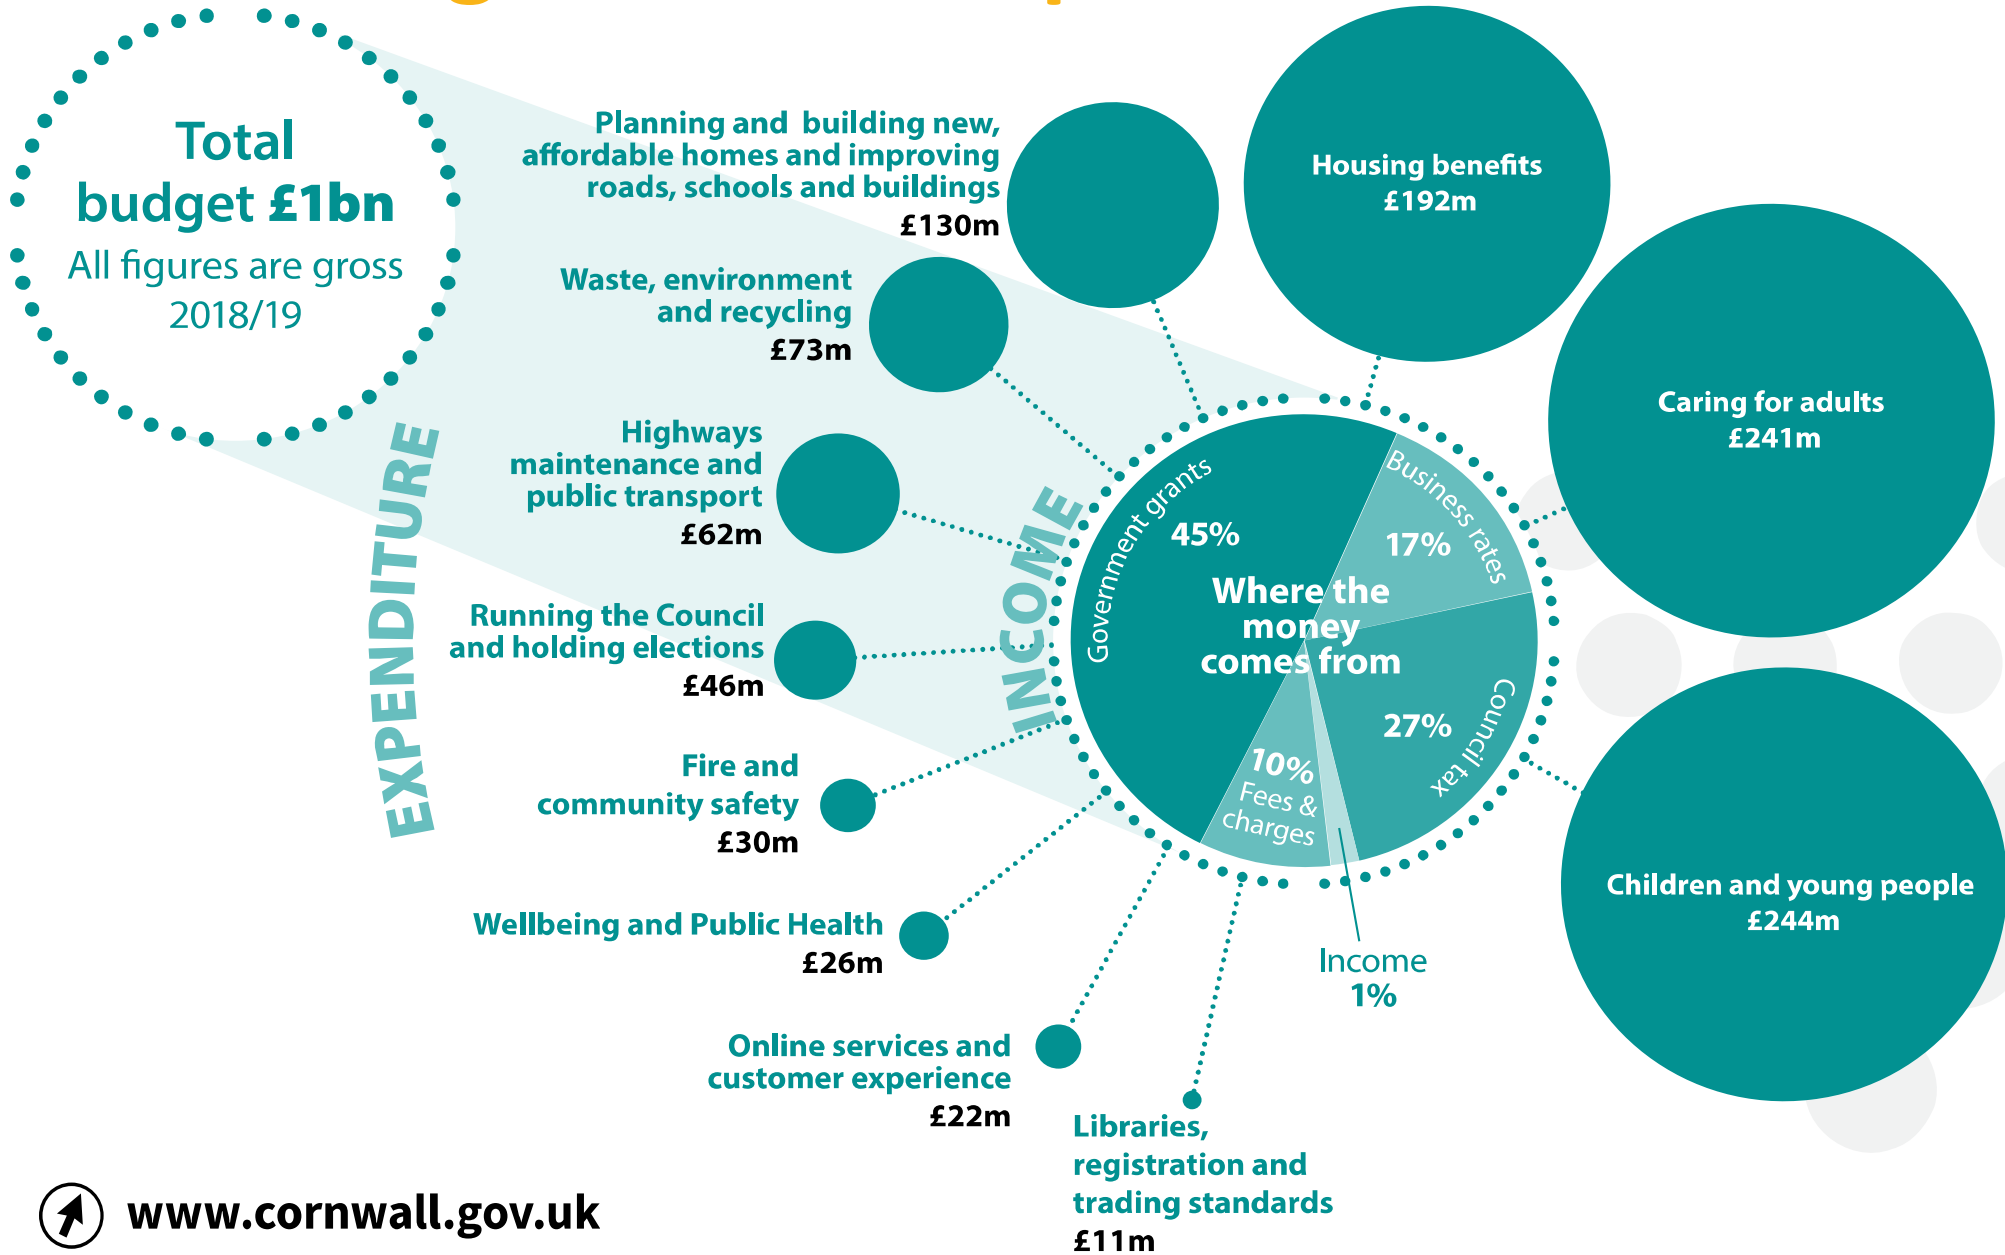 Total
budget £1bn
All figures are gross
2018/19
EXPENDITURE
Planning and building new,
affordable homes and improving
roads, schools and buildings
£130m
Waste, environment
and recycling
£73m
Highways
maintenance and
public transport
£62m
Running the Council
and holding elections
£46m
Fire and
community safety
£30m
Wellbeing and Public Health
£26m
Online services and
customer experience
£22m
Libraries,
registration and
trading standards
£11m
Housing benefits
£192m
Caring for adults
£241m
Children and young people
£244m
INCOME
Where the
money
comes from
Government grants
45%
Business rates
17%
Council tax
27%
10%
Fees &
charges
Income
1%
www.cornwall.gov.uk